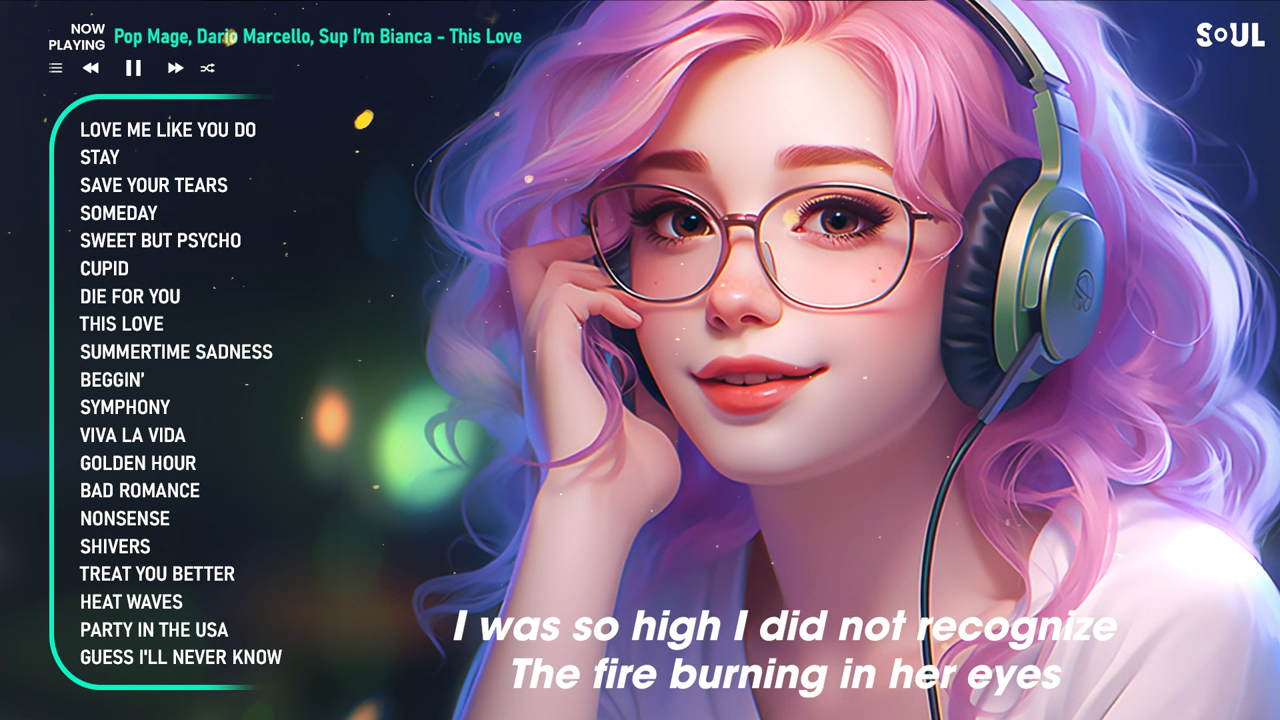 NOW
PLAYING
Pop Mage, Dario Marcello, Sup I'm Bianca - This Love
SOUL
LOVE ME LIKE YOU DO
STAY
SAVE YOUR TEARS
SOMEDAY
SWEET BUT PSYCHO
CUPID
DIE FOR YOU
THIS LOVE
SUMMERTIME SADNESS
BEGGIN'
SYMPHONY
VIVA LA VIDA
GOLDEN HOUR
BAD ROMANCE
NONSENSE
SHIVERS
TREAT YOU BETTER
HEAT WAVES
PARTY IN THE USA
GUESS I'LL NEVER KNOW
I was so high I did not recognize
The fire burning in her eyes